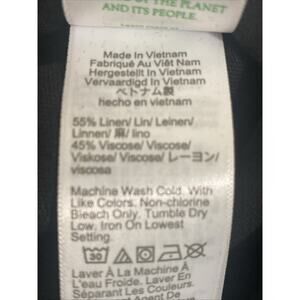 OF THE PLANET
AND ITS PEOPLE.
Made In Vietnam
Fabriqué Au Viêt Nam
Hergestellt In Vietnam
Vervaardigd In Vietnam
ベトナム製
hecho en vietnam
55% Linen/ Lin/ Leinen/
Linnen/ 麻/ lino
45% Viscose/ Viscose/
Viskose/ Viscose/ レーヨン/
viscosa
Machine Wash Cold. With
Like Colors. Non-chlorine
Bleach Only. Tumble Dry
Low. Iron On Lowest
Setting.
30
Laver À La Machine À
L'eau Froide. Laver En
Séparant Les Couleurs.